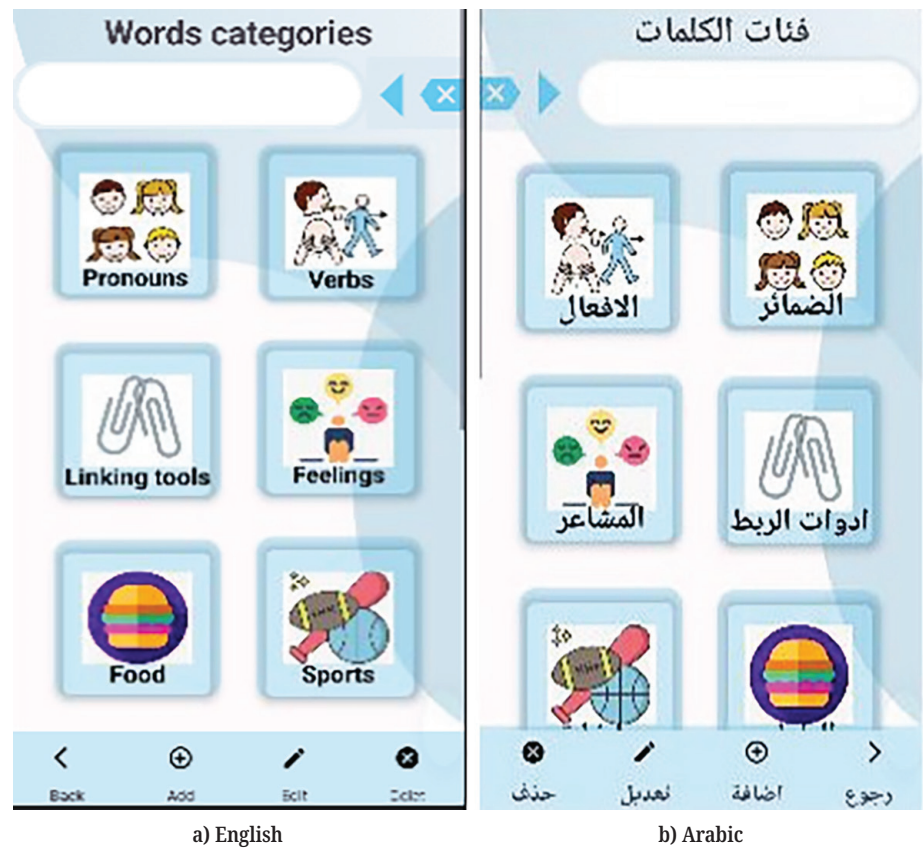 Words categories
Pronouns
Verbs
Linking tools
Feelings
Food
Sports
Back
Add
Edit
فئات الكلمات
الضمائر
الافعال
ادوات الربط
المشاعر
رجوع
اضافة
تعديل
حذف
a) English
b) Arabic